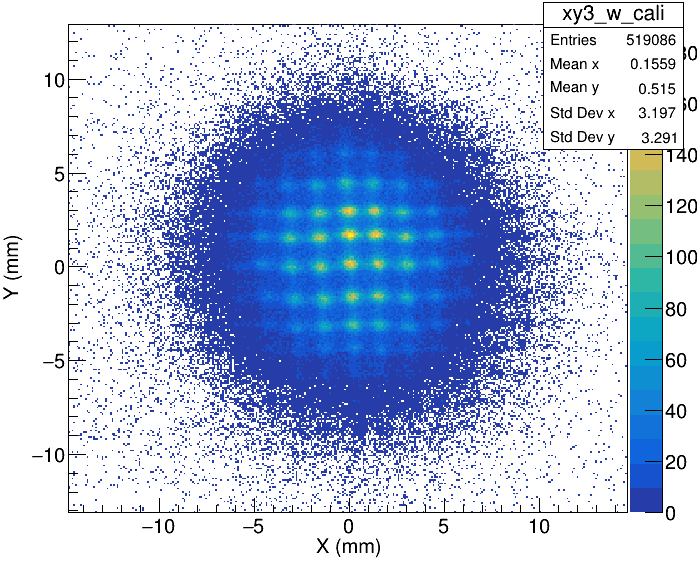 xy3_w_cali
Entries 519086
Mean x 0.1559
Mean y 0.515
Std Dev x 3.197
Std Dev y 3.291
10
5
0
−5
−10
Y (mm)
−10 −5 0 5 10
X (mm)
140
120
100
80
60
40
20
0